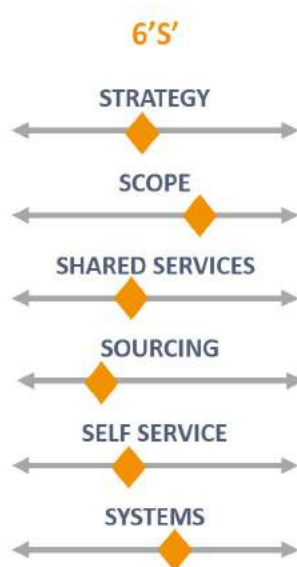 6'S'
STRATEGY
SCOPE
SHARED SERVICES
SOURCING
SELF SERVICE
SYSTEMS